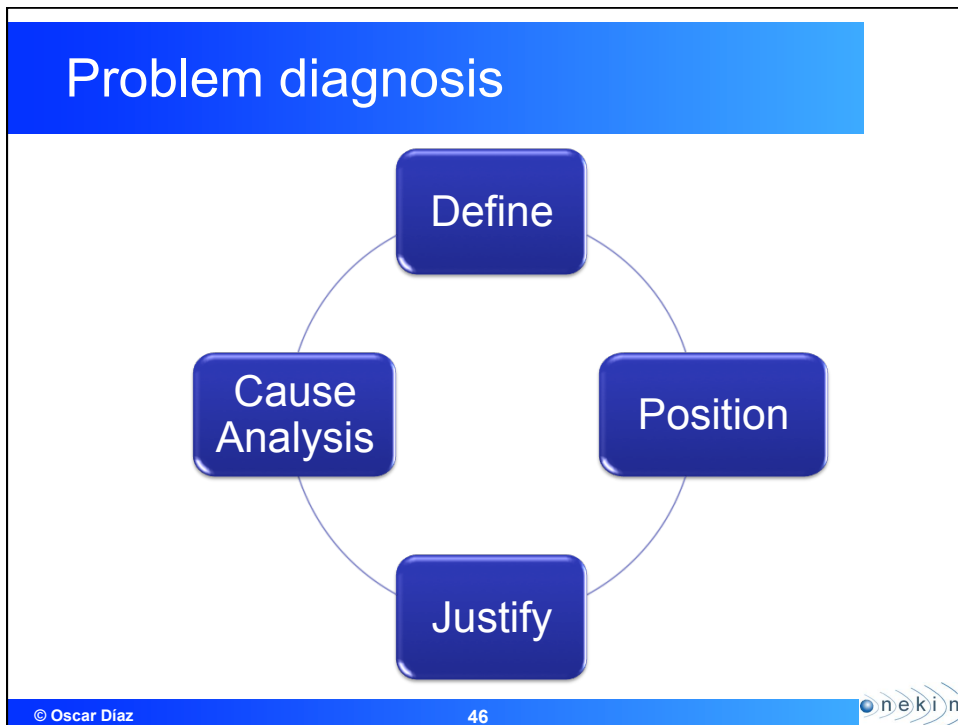 Problem diagnosis
Define
Cause
Analysis
Position
Justify
© Oscar Díaz
46
onekin